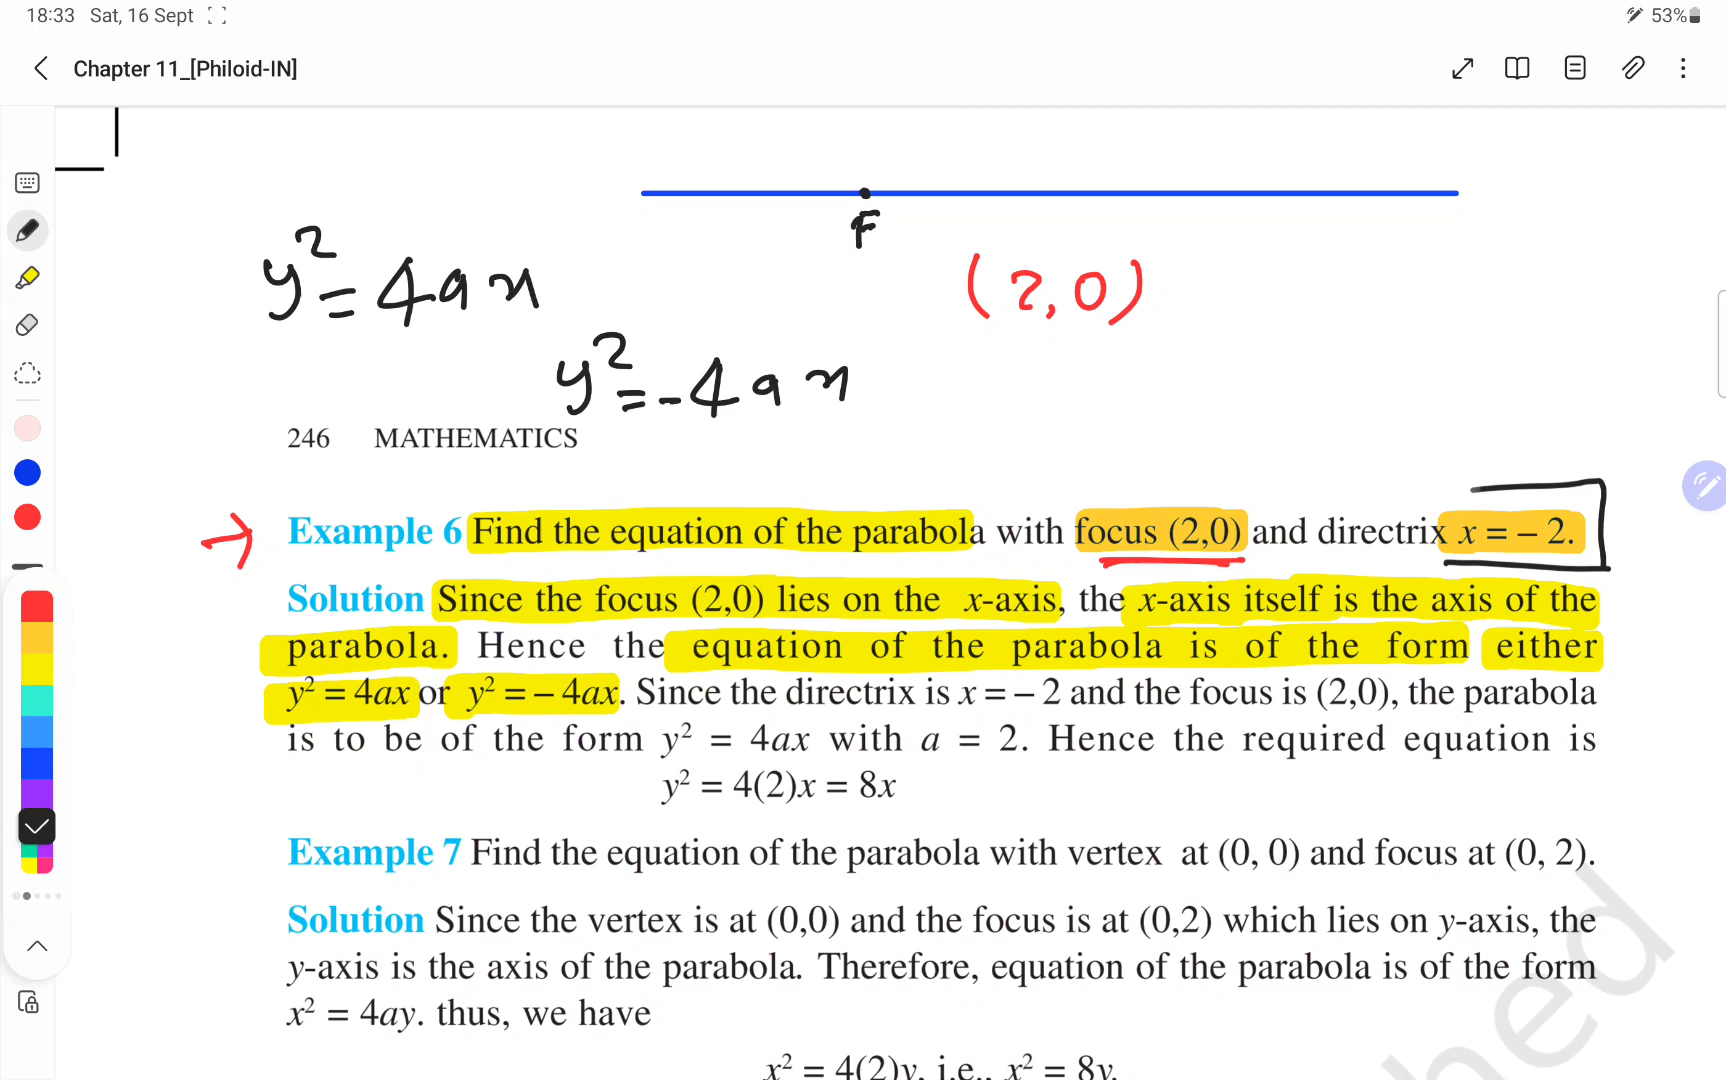 18:33 Sat, 16 Sept
53%
Chapter 11_[Philoid-IN]
F
y² = 4ax
(2,0)
y² = -4ax
246 MATHEMATICS
Example 6 Find the equation of the parabola with focus (2,0) and directrix x = – 2.
Solution Since the focus (2,0) lies on the x-axis, the x-axis itself is the axis of the
parabola. Hence the equation of the parabola is of the form either
y² = 4ax or y² = – 4ax. Since the directrix is x = – 2 and the focus is (2,0), the parabola
is to be of the form y² = 4ax with a = 2. Hence the required equation is
y² = 4(2)x = 8x
Example 7 Find the equation of the parabola with vertex at (0, 0) and focus at (0, 2).
Solution Since the vertex is at (0,0) and the focus is at (0,2) which lies on y-axis, the
y-axis is the axis of the parabola. Therefore, equation of the parabola is of the form
x² = 4ay. thus, we have
x² = 4(2)y, i.e., x² = 8y.
hed